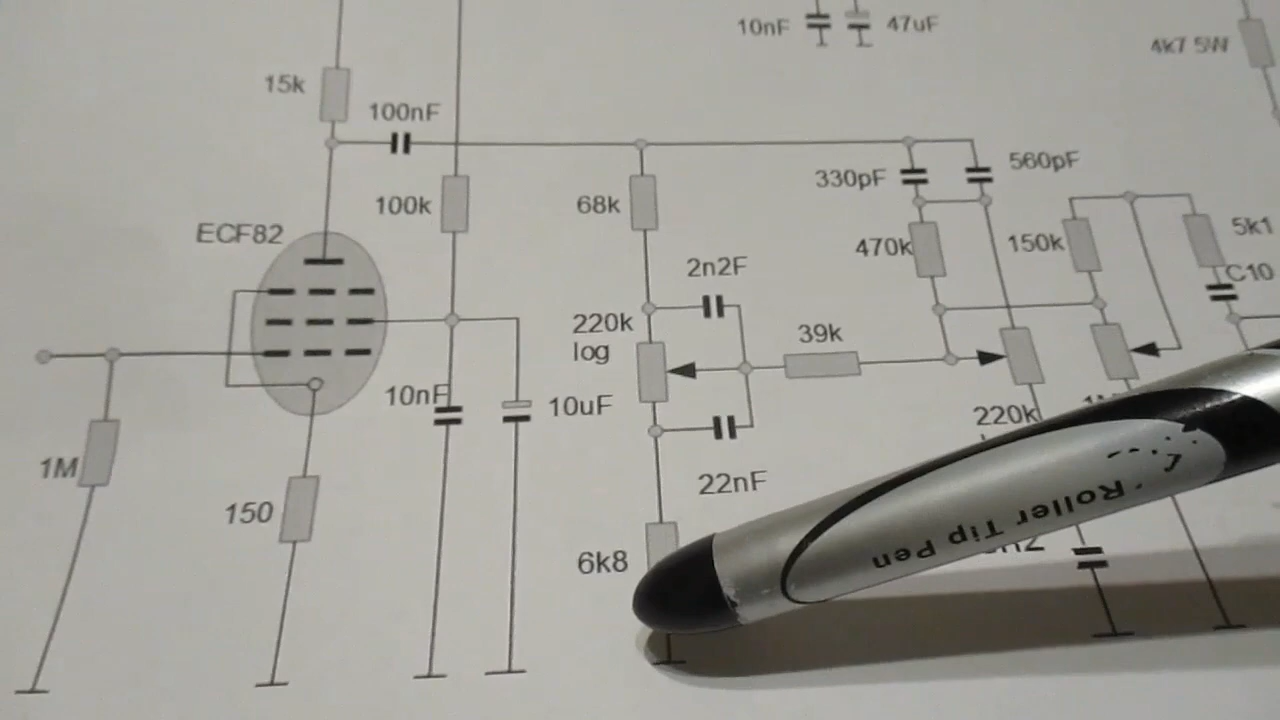 10nF
47uF
4k7 5W
15k
100nF
560pF
330pF
100k
68k
ECF82
470k
150k
5k1
2n2F
C10
220k
log
39k
10nF
10uF
220k
1M
22nF
150
6k8
Roller Tip Pen